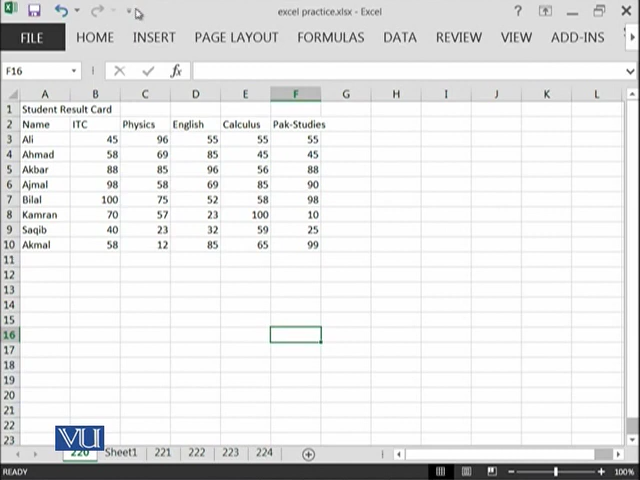 excel practice.xlsx - Excel
FILE HOME INSERT PAGE LAYOUT FORMULAS DATA REVIEW VIEW ADD-INS
F16 fx
A B C D E F G H I J K L
1 Student Result Card
2 Name ITC Physics English Calculus Pak-Studies
3 Ali 45 96 55 55 55
4 Ahmad 58 69 85 45 45
5 Akbar 88 85 96 56 88
6 Ajmal 98 58 69 85 90
7 Bilal 100 75 52 58 98
8 Kamran 70 57 23 100 10
9 Saqib 40 23 32 59 25
10 Akmal 58 12 85 65 99
11
12
13
14
15
16
17
18
19
20
21
22
23
VU
220 Sheet1 221 222 223 224
READY 100%